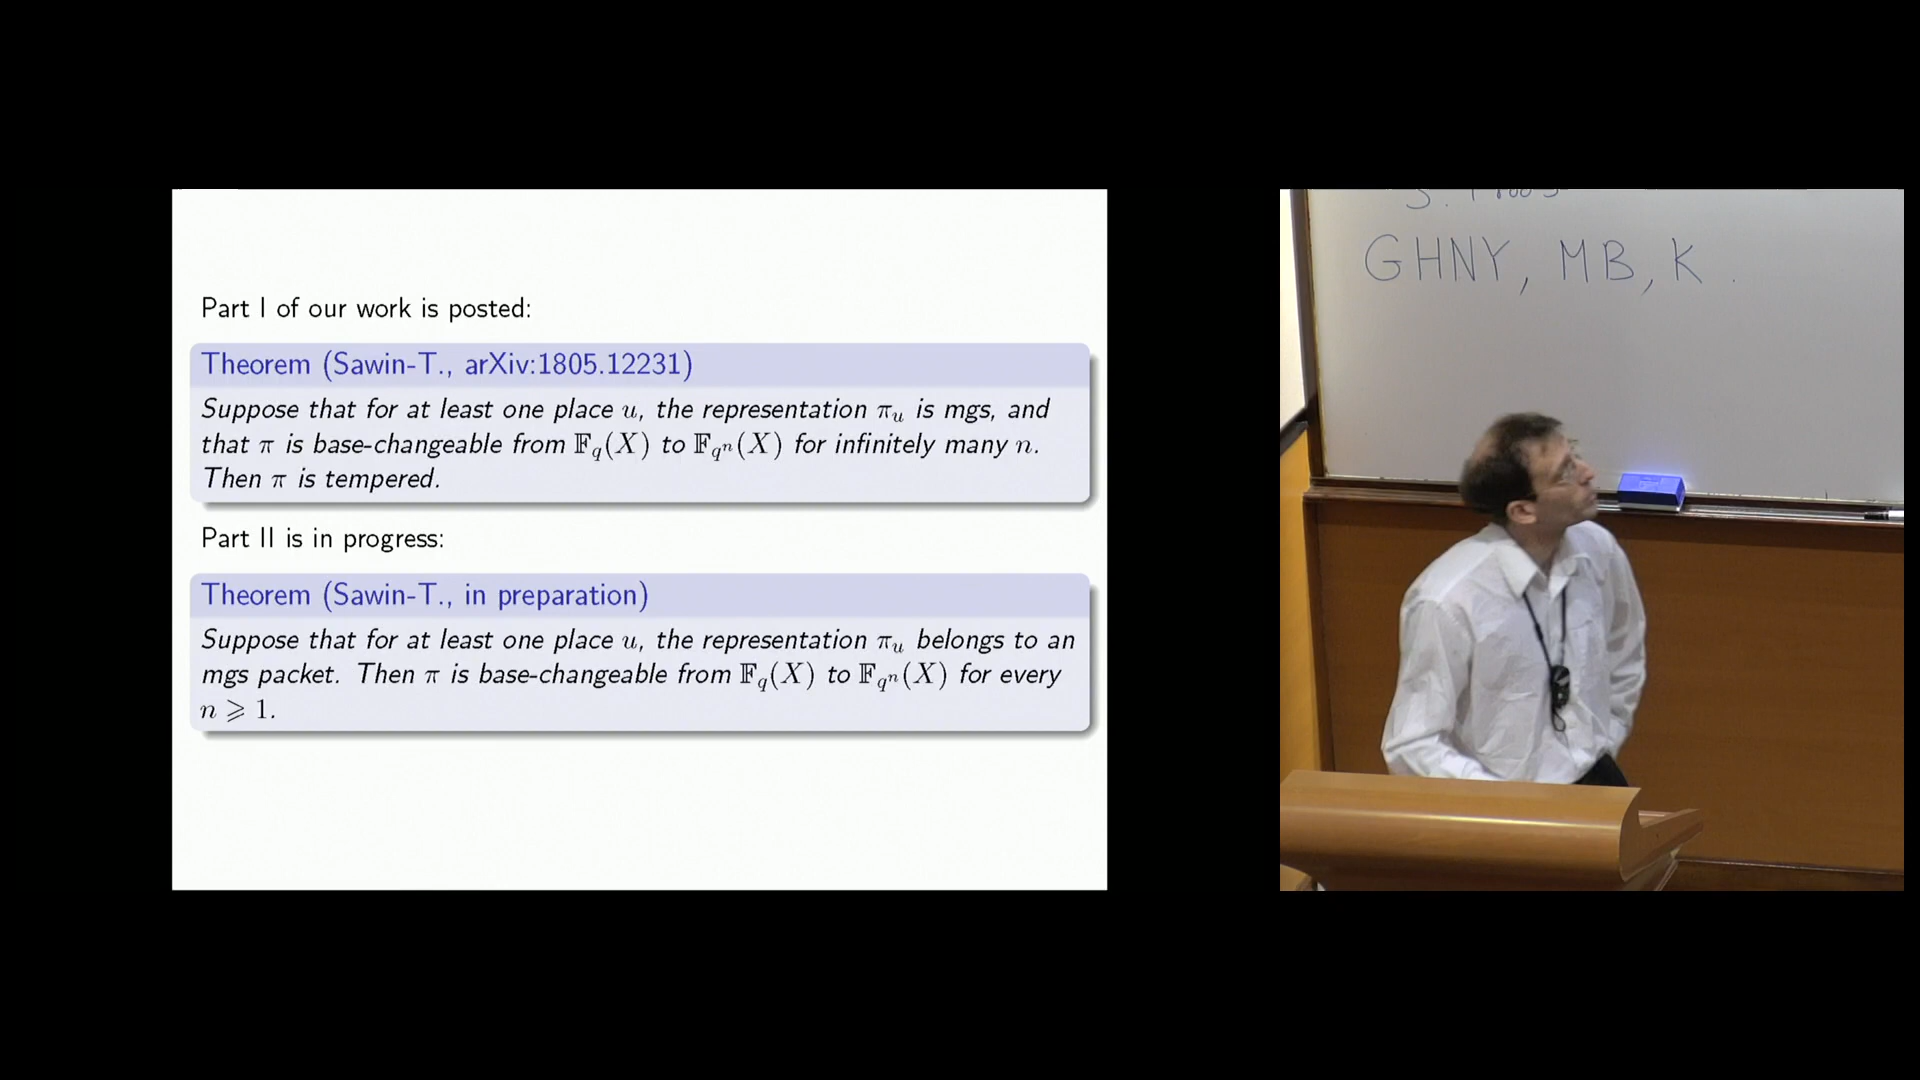 Part I of our work is posted:
Theorem (Sawin-T., arXiv:1805.12231)
Suppose that for at least one place u, the representation π_u is mgs, and
that π is base-changeable from 𝔽_q(X) to 𝔽_{q^n}(X) for infinitely many n.
Then π is tempered.
Part II is in progress:
Theorem (Sawin-T., in preparation)
Suppose that for at least one place u, the representation π_u belongs to an
mgs packet. Then π is base-changeable from 𝔽_q(X) to 𝔽_{q^n}(X) for every
n ⩾ 1.
GHNY, MB, K.